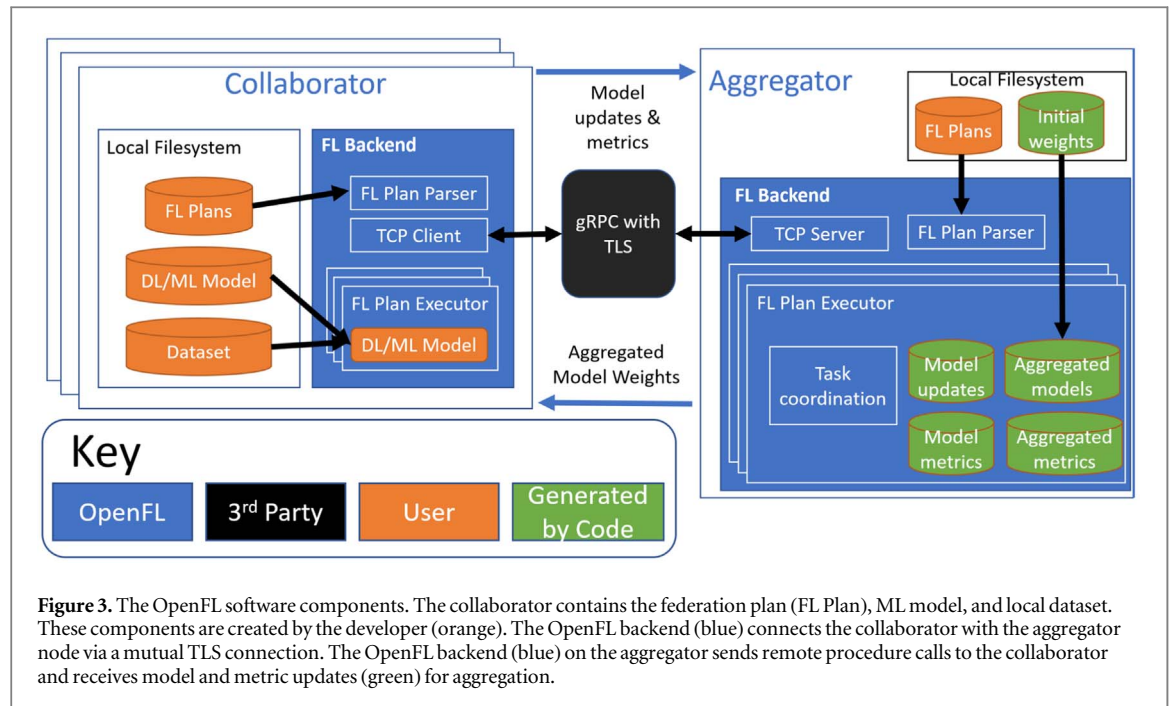 Collaborator
Local Filesystem
FL Plans
DL/ML Model
Dataset
FL Backend
FL Plan Parser
TCP Client
FL Plan Executor
DL/ML Model
Model
updates &
metrics
gRPC with
TLS
Aggregated
Model Weights
Aggregator
Local Filesystem
FL Plans
Initial
weights
FL Backend
TCP Server
FL Plan Parser
FL Plan Executor
Task
coordination
Model
updates
Aggregated
models
Model
metrics
Aggregated
metrics
Key
OpenFL
3rd Party
User
Generated
by Code
Figure 3. The OpenFL software components. The collaborator contains the federation plan (FL Plan), ML model, and local dataset.
These components are created by the developer (orange). The OpenFL backend (blue) connects the collaborator with the aggregator
node via a mutual TLS connection. The OpenFL backend (blue) on the aggregator sends remote procedure calls to the collaborator
and receives model and metric updates (green) for aggregation.